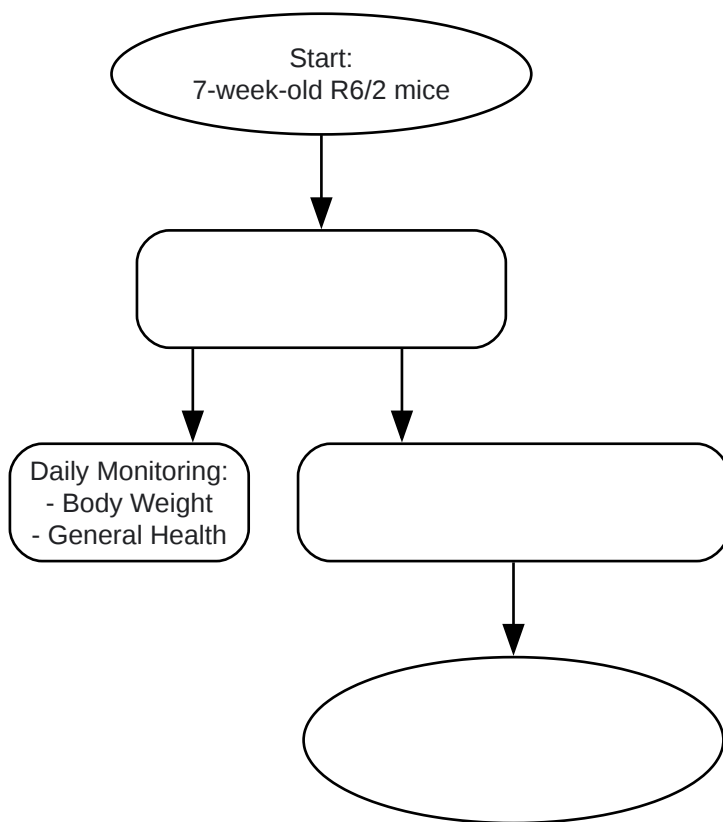 Start:
7-week-old R6/2 mice
Daily Monitoring:
- Body Weight
- General Health